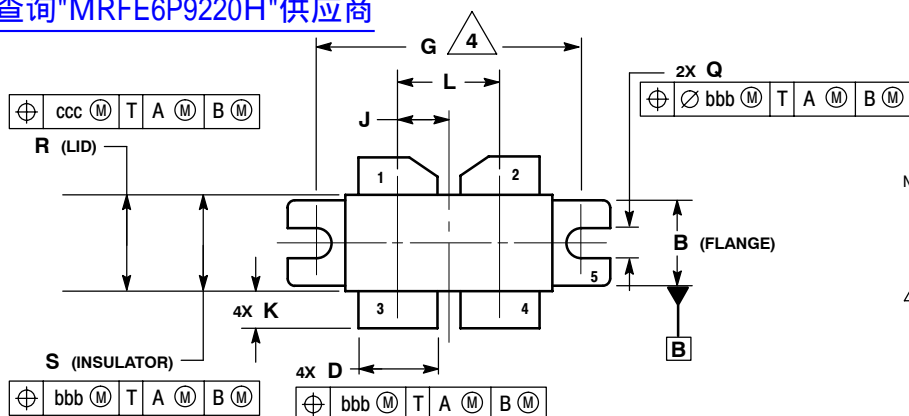 查询"MRFE6P9220H"供应商
G 4
2X Q
L
⌖ ccc Ⓜ T A Ⓜ B Ⓜ
⌖ ∅ bbb Ⓜ T A Ⓜ B Ⓜ
J
R (LID)
1
2
B (FLANGE)
5
4X K
3
4
S (INSULATOR)
4X D
B
⌖ bbb Ⓜ T A Ⓜ B Ⓜ
⌖ bbb Ⓜ T A Ⓜ B Ⓜ